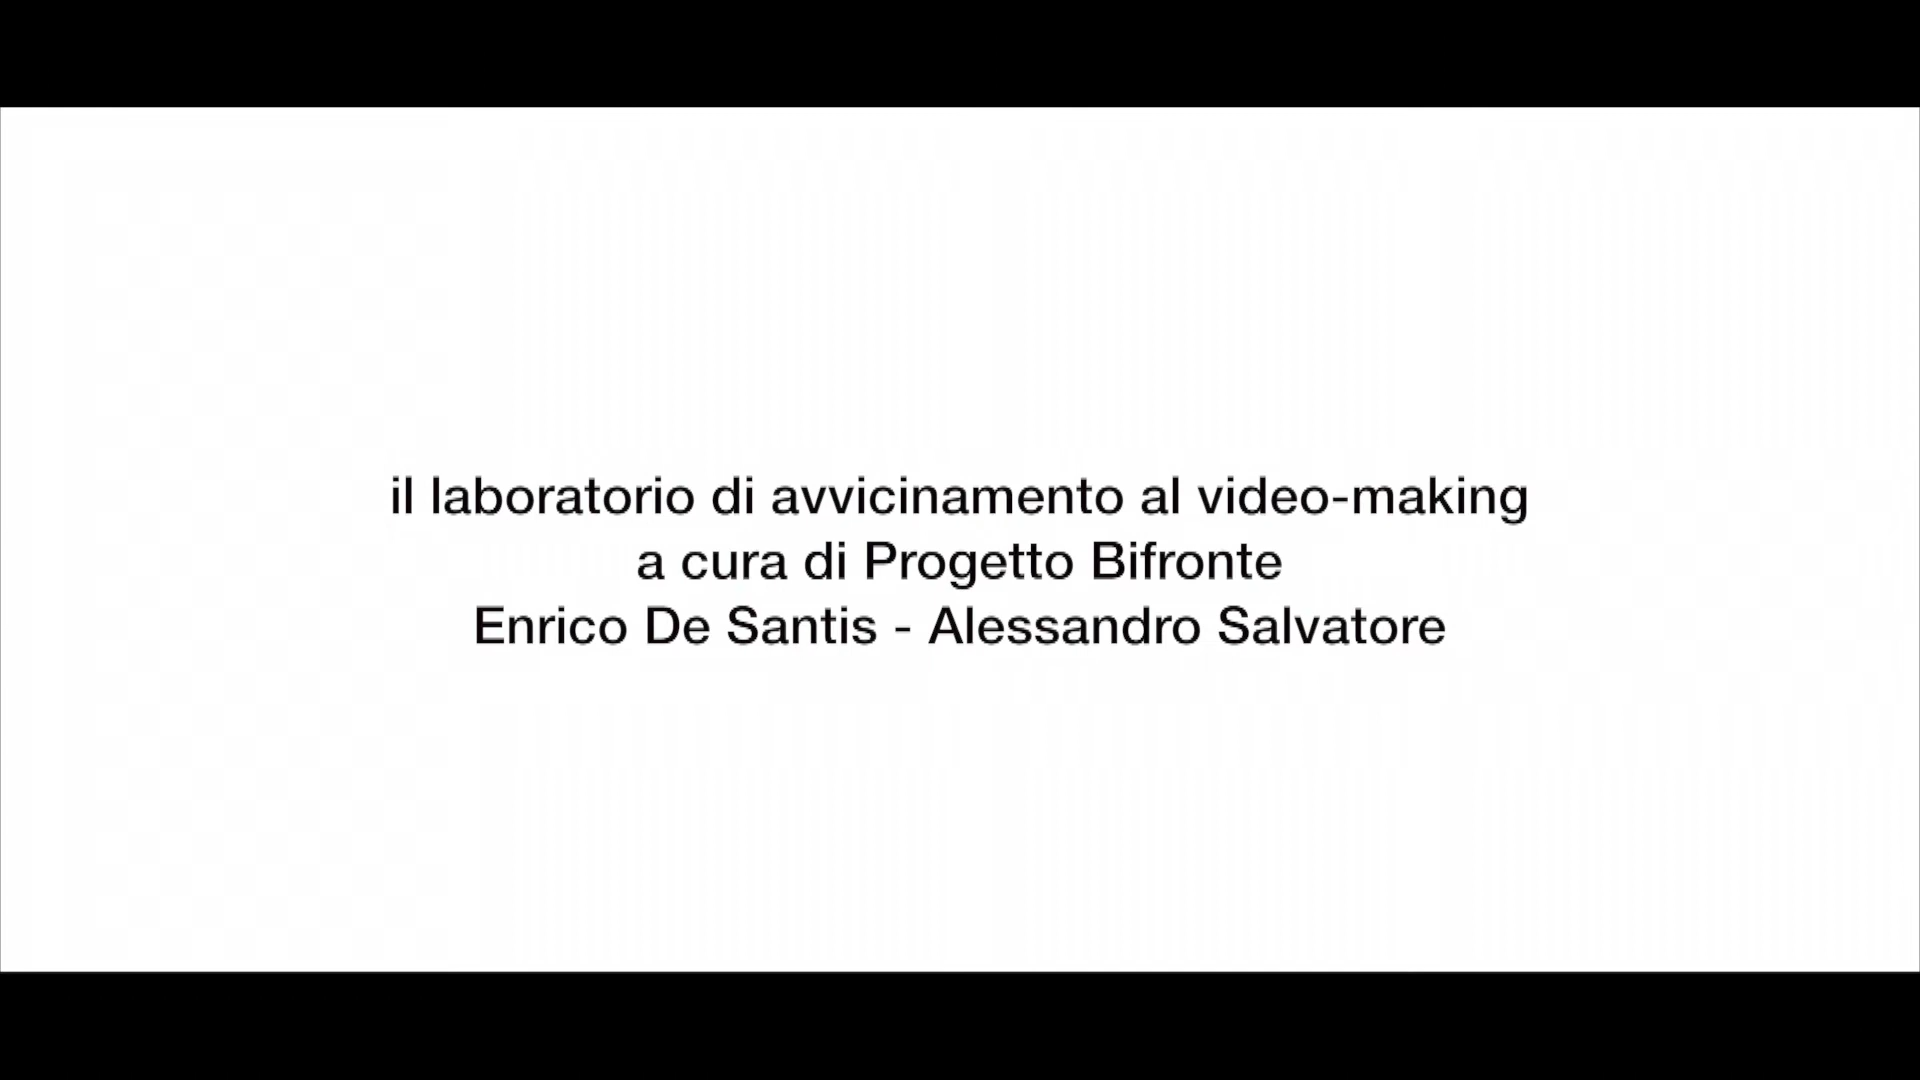 il laboratorio di avvicinamento al video-making
a cura di Progetto Bifronte
Enrico De Santis - Alessandro Salvatore